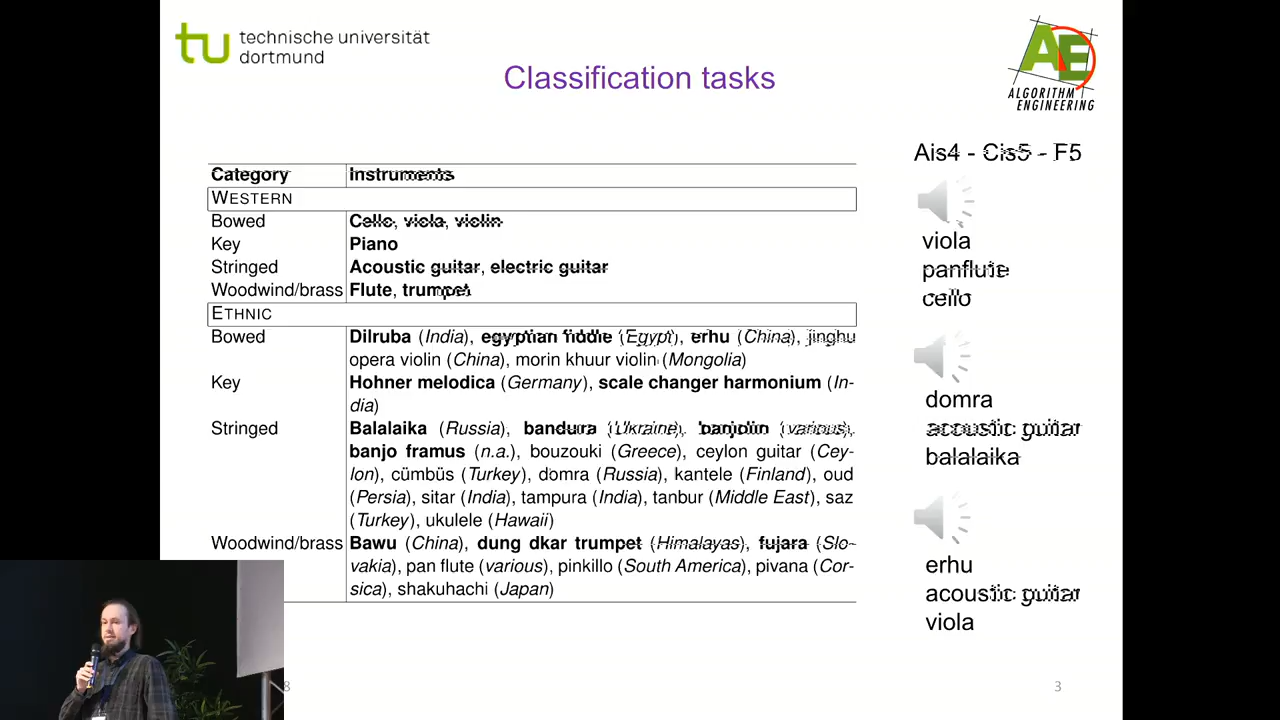 technische universität
dortmund
Classification tasks
ALGORITHM
ENGINEERING
Category Instruments
WESTERN
Bowed Cello, viola, violin
Key Piano
Stringed Acoustic guitar, electric guitar
Woodwind/brass Flute, trumpet
ETHNIC
Bowed Dilruba (India), egyptian fiddle (Egypt), erhu (China), jinghu
opera violin (China), morin khuur violin (Mongolia)
Key Hohner melodica (Germany), scale changer harmonium (In-
dia)
Stringed Balalaika (Russia), bandura (Ukraine), banjolin (various),
banjo framus (n.a.), bouzouki (Greece), ceylon guitar (Cey-
lon), cümbüs (Turkey), domra (Russia), kantele (Finland), oud
(Persia), sitar (India), tampura (India), tanbur (Middle East), saz
(Turkey), ukulele (Hawaii)
Woodwind/brass Bawu (China), dung dkar trumpet (Himalayas), fujara (Slo-
vakia), pan flute (various), pinkillo (South America), pivana (Cor-
sica), shakuhachi (Japan)
Ais4 - Cis5 - F5
viola
panflute
cello
domra
acoustic guitar
balalaika
erhu
acoustic guitar
viola
8
3